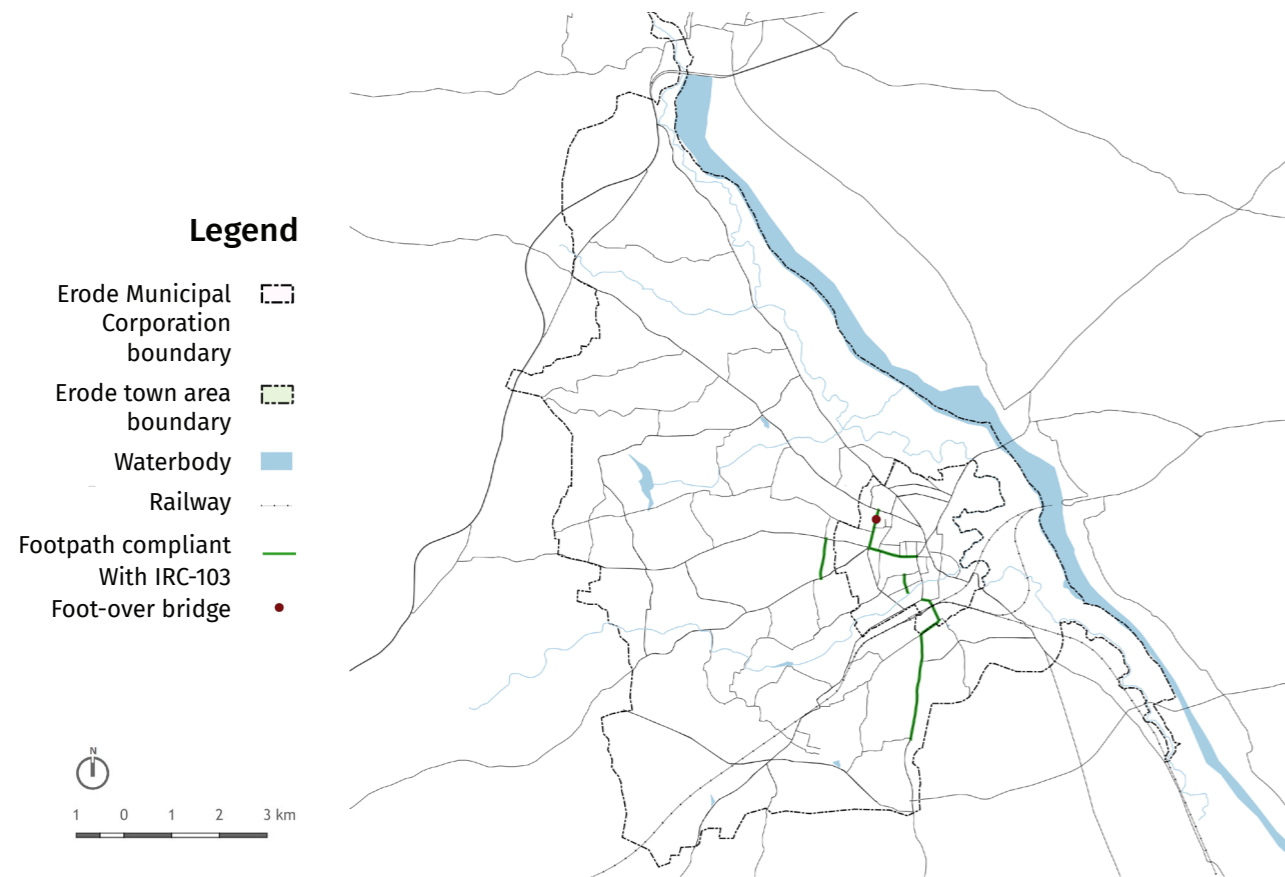 Legend
Erode Municipal
Corporation
boundary
Erode town area
boundary
Waterbody
Railway
Footpath compliant
With IRC-103
Foot-over bridge
N
1 0 1 2 3 km